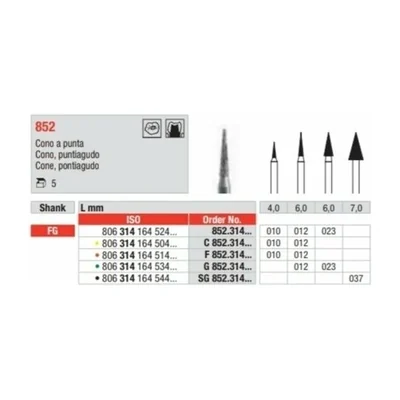 852
Cono a punta
Cono, puntiagudo
Cone, pontiagudo
5
Shank L mm 4,0 6,0 6,0 7,0
ISO Order No.
FG 806 314 164 524... 852.314... 010 012 023
806 314 164 504... C 852.314... 010 012
806 314 164 514... F 852.314... 010 012
806 314 164 534... G 852.314... 012 023
806 314 164 544... SG 852.314... 037